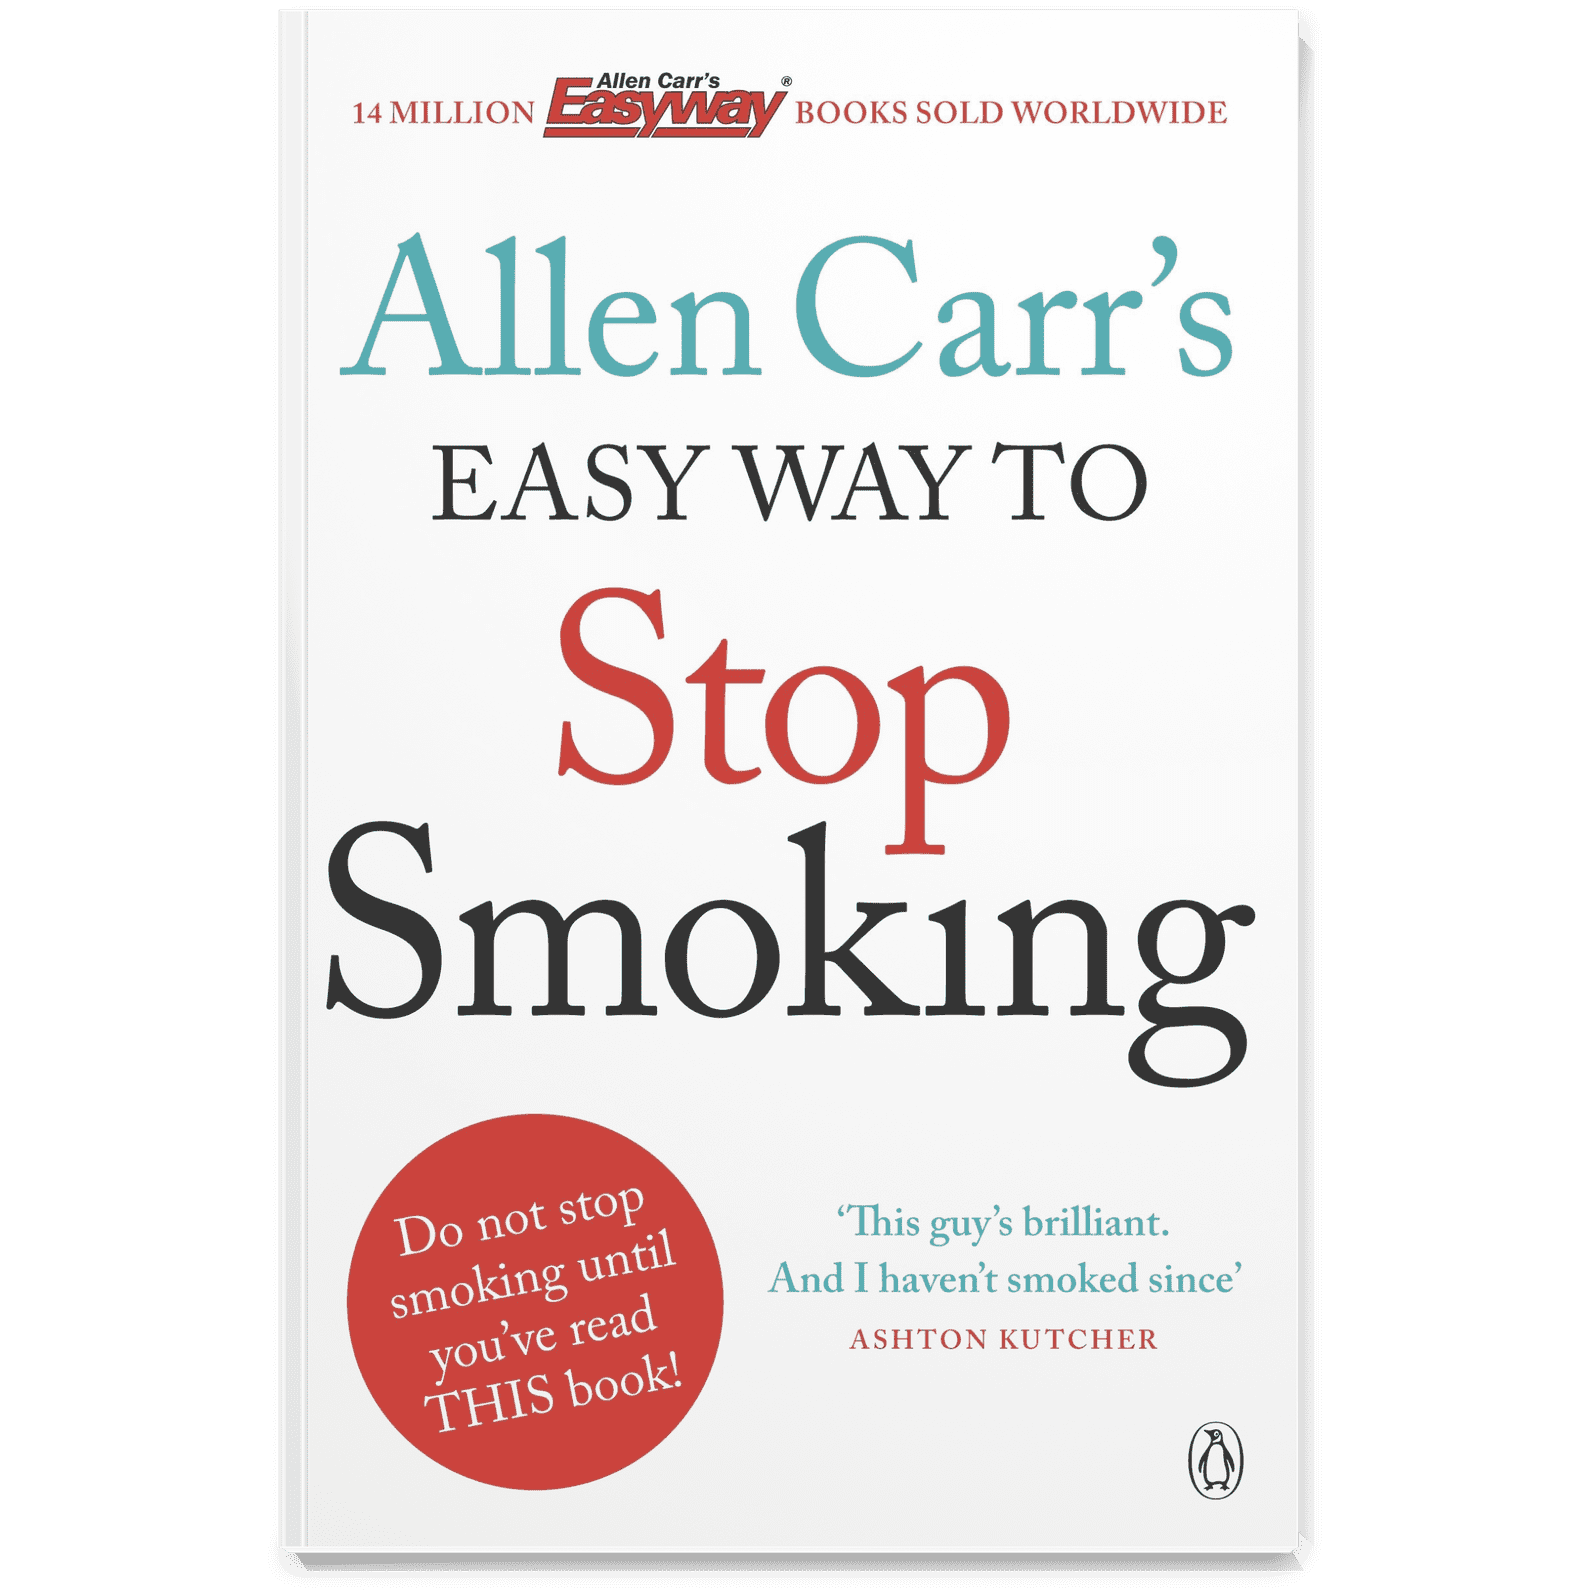 14 MILLION Allen Carr's Easyway® BOOKS SOLD WORLDWIDE
Allen Carr’s
EASY WAY TO
Stop
Smoking
Do not stop
smoking until
you’ve read
THIS book!
‘This guy’s brilliant.
And I haven’t smoked since’
ASHTON KUTCHER